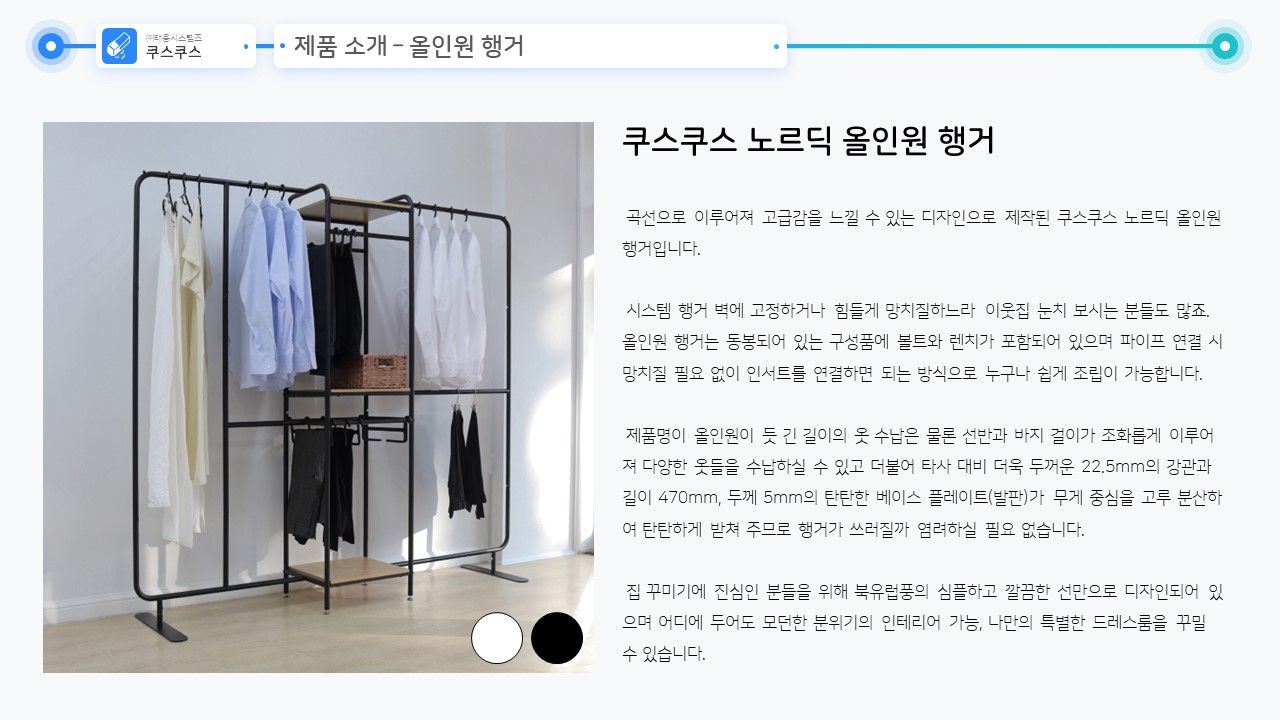 ㈜태웅시스템즈
쿠스쿠스
제품 소개 – 올인원 행거
쿠스쿠스 노르딕 올인원 행거
곡선으로 이루어져 고급감을 느낄 수 있는 디자인으로 제작된 쿠스쿠스 노르딕 올인원
행거입니다.
시스템 행거 벽에 고정하거나 힘들게 망치질하느라 이웃집 눈치 보시는 분들도 많죠.
올인원 행거는 동봉되어 있는 구성품에 볼트와 렌치가 포함되어 있으며 파이프 연결 시
망치질 필요 없이 인서트를 연결하면 되는 방식으로 누구나 쉽게 조립이 가능합니다.
제품명이 올인원이 듯 긴 길이의 옷 수납은 물론 선반과 바지 걸이가 조화롭게 이루어
져 다양한 옷들을 수납하실 수 있고 더불어 타사 대비 더욱 두꺼운 22.5mm의 강관과
길이 470mm, 두께 5mm의 탄탄한 베이스 플레이트(발판)가 무게 중심을 고루 분산하
여 탄탄하게 받쳐 주므로 행거가 쓰러질까 염려하실 필요 없습니다.
집 꾸미기에 진심인 분들을 위해 북유럽풍의 심플하고 깔끔한 선만으로 디자인되어 있
으며 어디에 두어도 모던한 분위기의 인테리어 가능, 나만의 특별한 드레스룸을 꾸밀
수 있습니다.